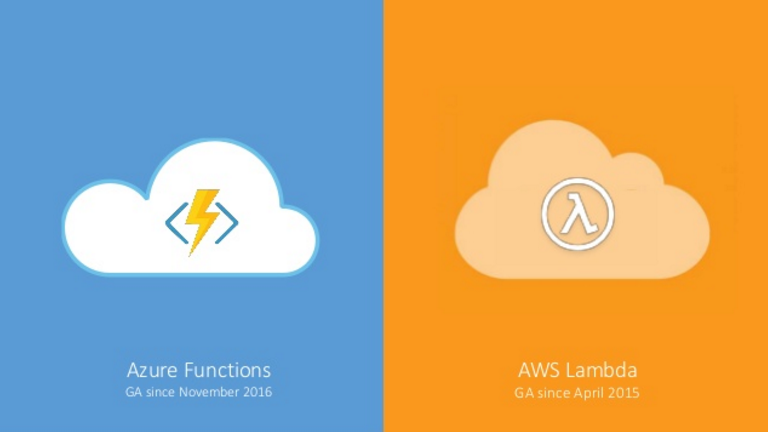 Azure Functions
GA since November 2016
AWS Lambda
GA since April 2015